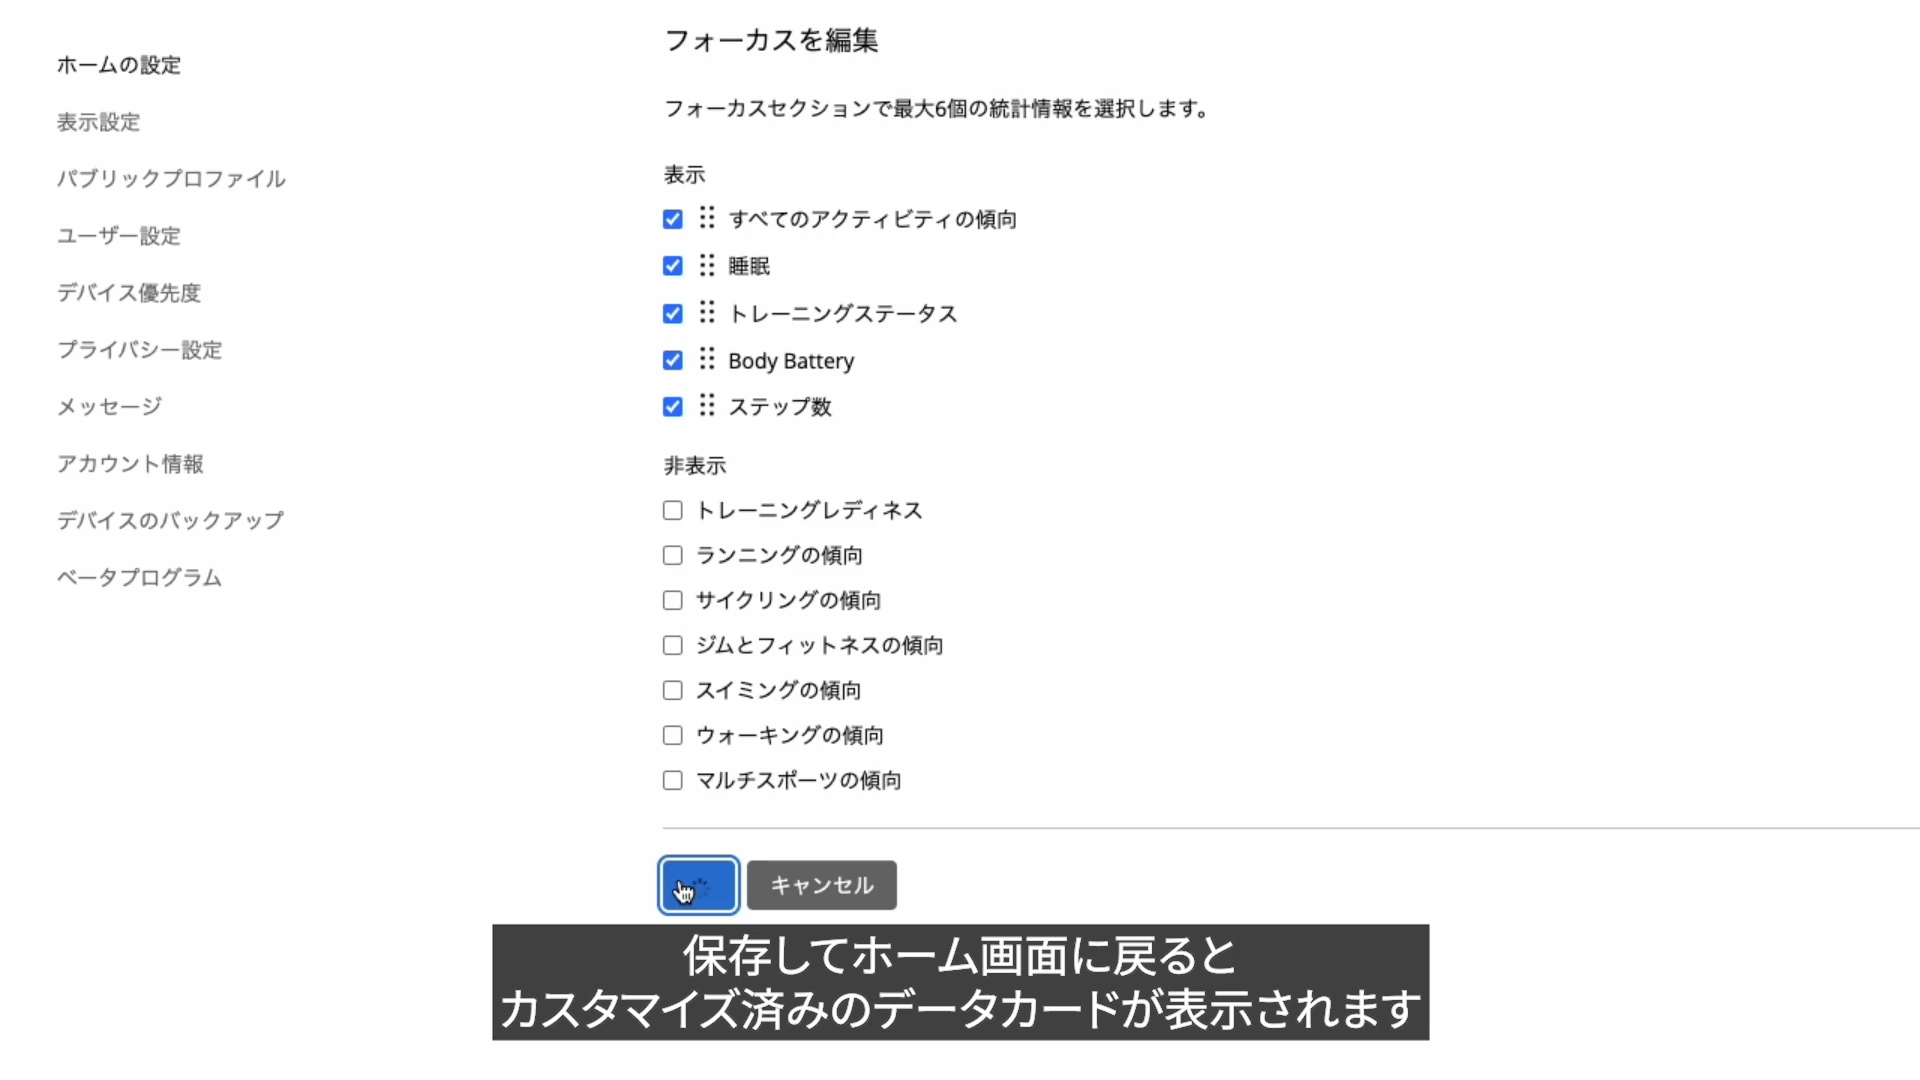 ホームの設定
表示設定
パブリックプロファイル
ユーザー設定
デバイス優先度
プライバシー設定
メッセージ
アカウント情報
デバイスのバックアップ
ベータプログラム
フォーカスを編集
フォーカスセクションで最大6個の統計情報を選択します。
表示
すべてのアクティビティの傾向
睡眠
トレーニングステータス
Body Battery
ステップ数
非表示
トレーニングレディネス
ランニングの傾向
サイクリングの傾向
ジムとフィットネスの傾向
スイミングの傾向
ウォーキングの傾向
マルチスポーツの傾向
キャンセル
保存してホーム画面に戻ると
カスタマイズ済みのデータカードが表示されます